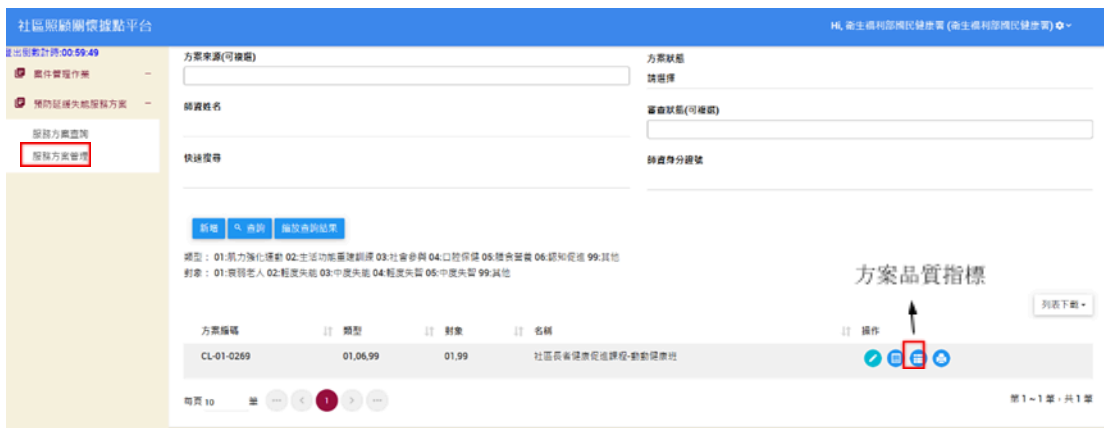 社區照顧關懷據點平台
Hi, 衛生福利部國民健康署 (衛生福利部國民健康署)
登出倒數計時:00:59:49
案件管理作業
預防延緩失能服務方案
服務方案查詢
服務方案管理
方案來源(可複選)
方案狀態
請選擇
師資姓名
審查狀態(可複選)
快速搜尋
師資身分證號
新增
查詢
匯放查詢結果
類型： 01:肌力強化運動 02:生活功能重建訓練 03:社會參與 04:口腔保健 05:膳食營養 06:認知促進 99:其他
對象： 01:衰弱老人 02:輕度失能 03:中度失能 04:輕度失智 05:中度失智 99:其他
方案品質指標
列表下載
方案編碼 類型 對象 名稱 操作
CL-01-0269 01,06,99 01,99 社區長者健康促進課程-動動健康班
每頁 10 筆 1
第 1 ~ 1 筆，共 1 筆